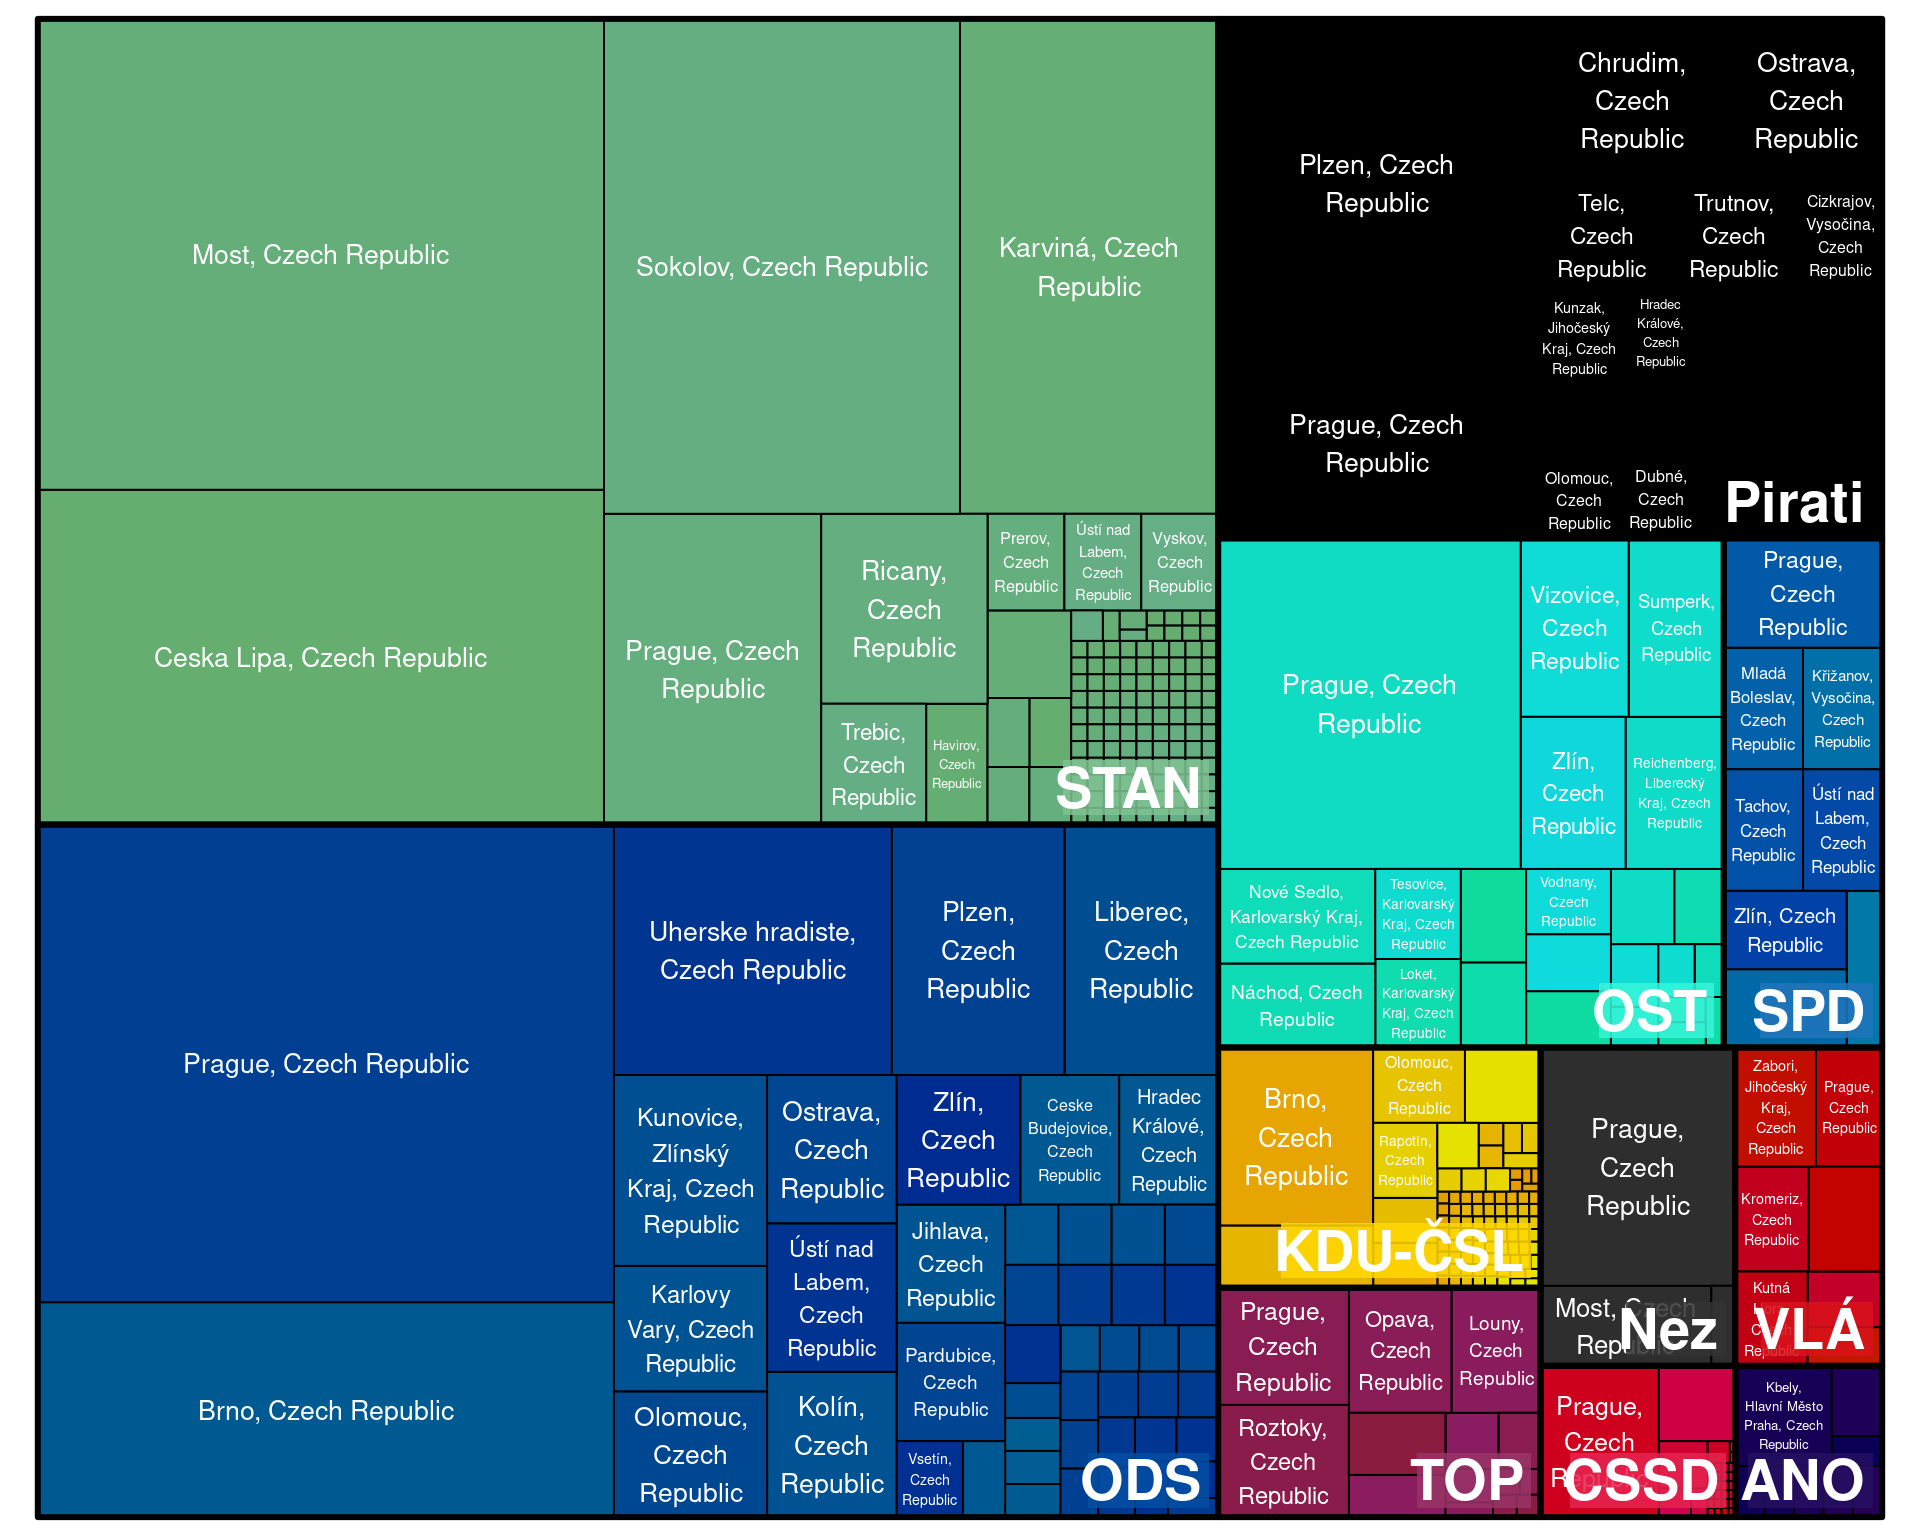 Most, Czech Republic
Ceska Lipa, Czech Republic
Sokolov, Czech Republic
Karviná, Czech
Republic
Prague, Czech
Republic
Ricany,
Czech
Republic
Trebic,
Czech
Republic
Havirov,
Czech
Republic
Prerov,
Czech
Republic
Ústí nad
Labem,
Czech
Republic
Vyskov,
Czech
Republic
STAN
Prague, Czech Republic
Brno, Czech Republic
Uherske hradiste,
Czech Republic
Plzen,
Czech
Republic
Liberec,
Czech
Republic
Kunovice,
Zlínský
Kraj, Czech
Republic
Karlovy
Vary, Czech
Republic
Olomouc,
Czech
Republic
Ostrava,
Czech
Republic
Ústí nad
Labem,
Czech
Republic
Kolín,
Czech
Republic
Zlín,
Czech
Republic
Ceske
Budejovice,
Czech
Republic
Hradec
Králové,
Czech
Republic
Jihlava,
Czech
Republic
Pardubice,
Czech
Republic
Vsetín,
Czech
Republic
ODS
Plzen, Czech
Republic
Prague, Czech
Republic
Chrudim,
Czech
Republic
Ostrava,
Czech
Republic
Telc,
Czech
Republic
Trutnov,
Czech
Republic
Cizkrajov,
Vysočina,
Czech
Republic
Kunzak,
Jihočeský
Kraj, Czech
Republic
Hradec
Králové,
Czech
Republic
Olomouc,
Czech
Republic
Dubné,
Czech
Republic
Pirati
Prague, Czech
Republic
Vizovice,
Czech
Republic
Sumperk,
Czech
Republic
Zlín,
Czech
Republic
Reichenberg,
Liberecký
Kraj, Czech
Republic
Nové Sedlo,
Karlovarský Kraj,
Czech Republic
Náchod, Czech
Republic
Tesovice,
Karlovarský
Kraj, Czech
Republic
Loket,
Karlovarský
Kraj, Czech
Republic
Vodnany,
Czech
Republic
OST
Prague,
Czech
Republic
Mladá
Boleslav,
Czech
Republic
Křižanov,
Vysočina,
Czech
Republic
Tachov,
Czech
Republic
Ústí nad
Labem,
Czech
Republic
Zlín, Czech
Republic
SPD
Brno,
Czech
Republic
Olomouc,
Czech
Republic
Rapotín,
Czech
Republic
KDU-ČSL
Prague,
Czech
Republic
Most, Czech
Republic
Nez
Zabori,
Jihočeský
Kraj,
Czech
Republic
Prague,
Czech
Republic
Kromeriz,
Czech
Republic
Kutná
Hora,
Czech
Republic
VLÁ
Prague,
Czech
Republic
Roztoky,
Czech
Republic
Opava,
Czech
Republic
Louny,
Czech
Republic
TOP
Prague,
Czech
Republic
CSSD
Kbely,
Hlavní Město
Praha, Czech
Republic
ANO